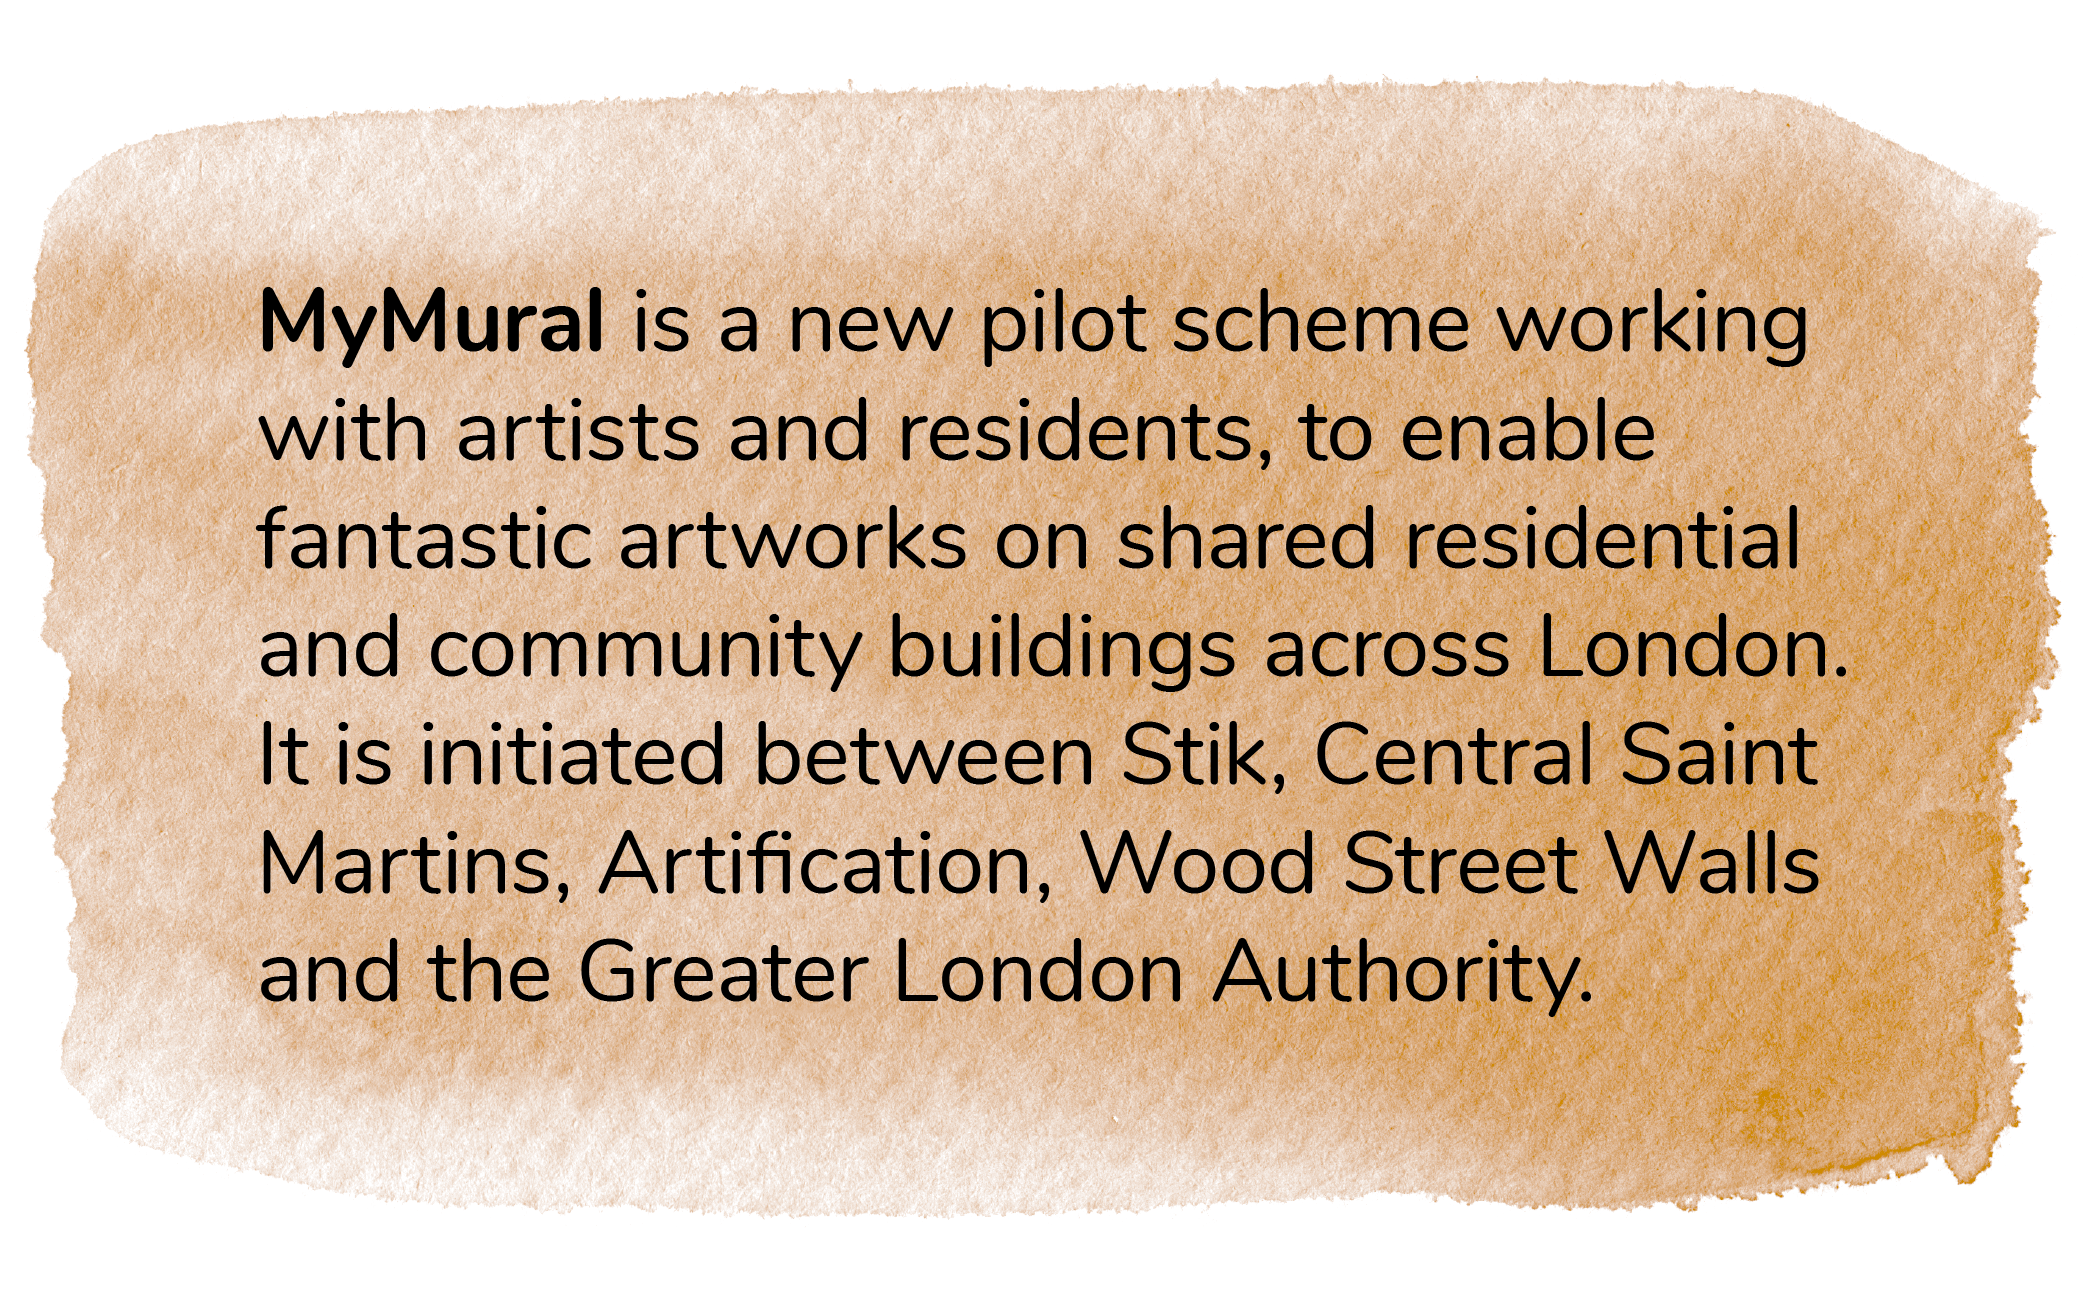 MyMural is a new pilot scheme working
with artists and residents, to enable
fantastic artworks on shared residential
and community buildings across London.
It is initiated between Stik, Central Saint
Martins, Artification, Wood Street Walls
and the Greater London Authority.